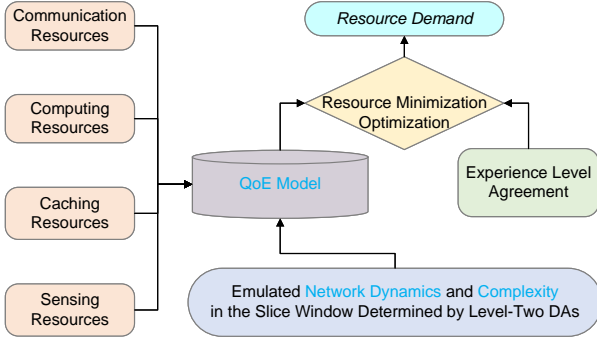 Communication
Resources
Computing
Resources
Caching
Resources
Sensing
Resources
Resource Demand
Resource Minimization
Optimization
QoE Model
Experience Level
Agreement
Emulated Network Dynamics and Complexity
in the Slice Window Determined by Level-Two DAs